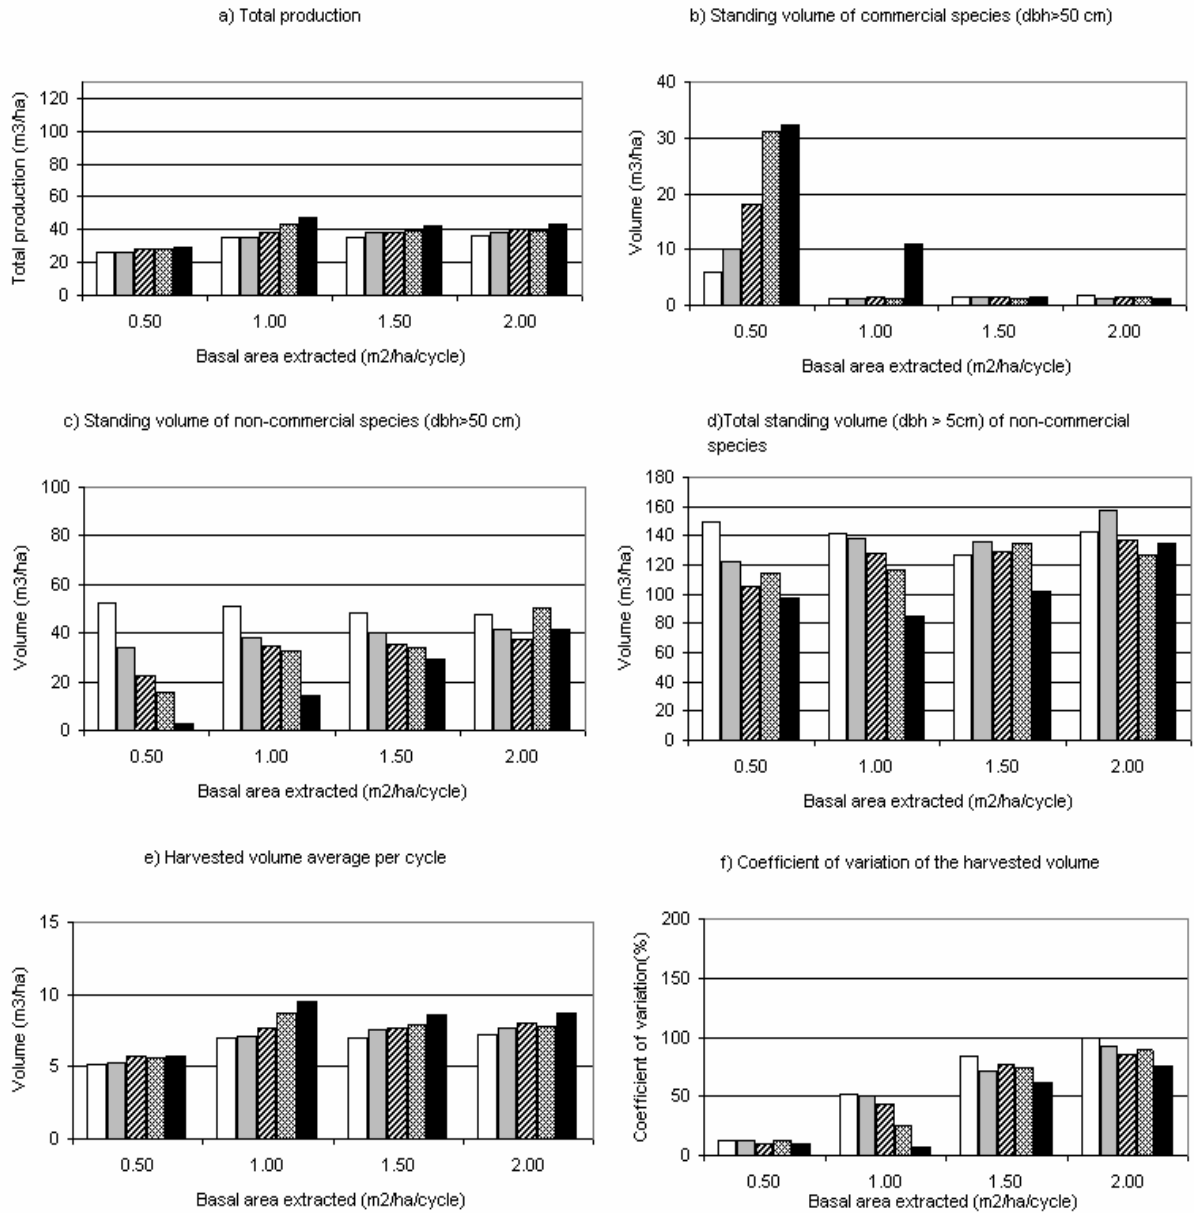 a) Total production
Total production (m3/ha)
120
100
80
60
40
20
0
0.50 1.00 1.50 2.00
Basal area extracted (m2/ha/cycle)
b) Standing volume of commercial species (dbh>50 cm)
Volume (m3/ha)
40
30
20
10
0
0.50 1.00 1.50 2.00
Basal area extracted (m2/ha/cycle)
c) Standing volume of non-commercial species (dbh>50 cm)
Volume (m3/ha)
100
80
60
40
20
0
0.50 1.00 1.50 2.00
Basal area extracted (m2/ha/cycle)
d)Total standing volume (dbh > 5cm) of non-commercial
species
Volume (m3/ha)
180
160
140
120
100
80
60
40
20
0
0.50 1.00 1.50 2.00
Basal area extracted (m2/ha/cycle)
e) Harvested volume average per cycle
Volume (m3/ha)
15
10
5
0
0.50 1.00 1.50 2.00
Basal area extracted (m2/ha/cycle)
f) Coefficient of variation of the harvested volume
Coefficient of variation(%)
200
150
100
50
0
0.50 1.00 1.50 2.00
Basal area extracted (m2/ha/cycle)